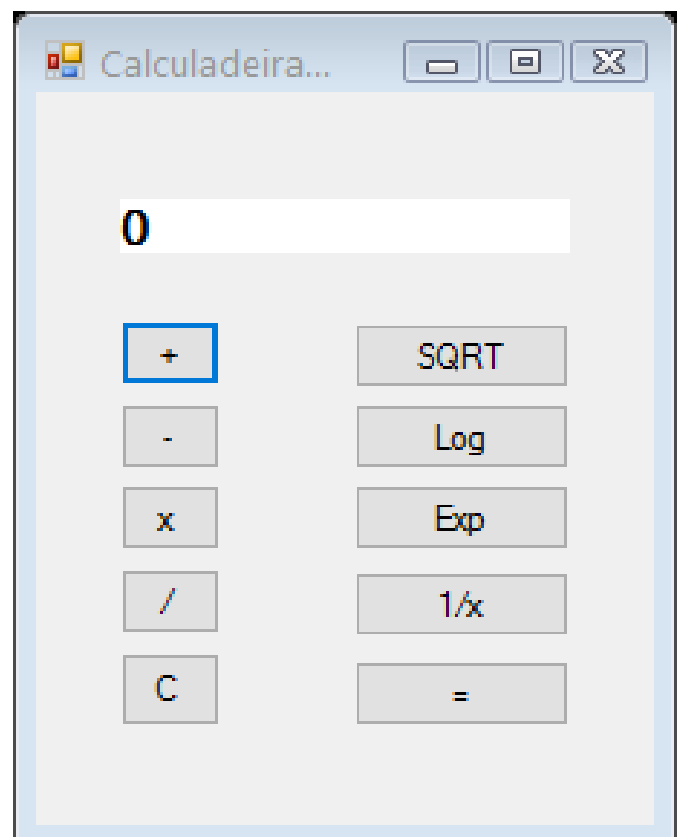 Calculadeira...
0
+ SQRT
- Log
x Exp
/ 1/x
C =